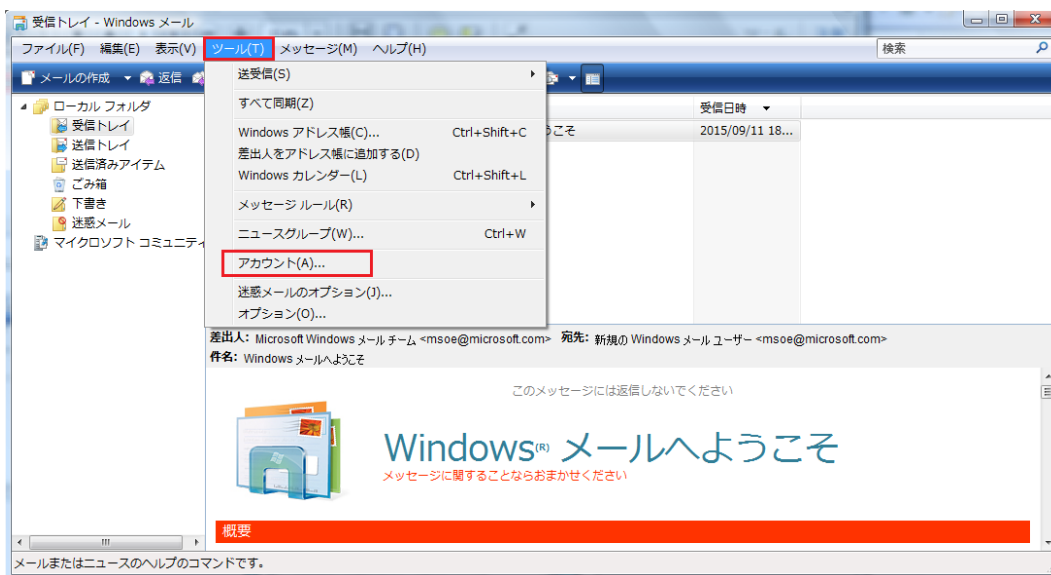 受信トレイ - Windows メール
ファイル(F) 編集(E) 表示(V) ツール(T) メッセージ(M) ヘルプ(H) 検索
メールの作成 返信
ローカル フォルダ
受信トレイ
送信トレイ
送信済みアイテム
ごみ箱
下書き
迷惑メール
マイクロソフト コミュニティ
送受信(S)
すべて同期(Z)
Windows アドレス帳(C)... Ctrl+Shift+C
差出人をアドレス帳に追加する(D)
Windows カレンダー(L) Ctrl+Shift+L
メッセージ ルール(R)
ニュースグループ(W)... Ctrl+W
アカウント(A)...
迷惑メールのオプション(J)...
オプション(O)...
受信日時
うこそ 2015/09/11 18...
差出人: Microsoft Windows メール チーム <msoe@microsoft.com> 宛先: 新規の Windows メール ユーザー <msoe@microsoft.com>
件名: Windows メールへようこそ
このメッセージには返信しないでください
Windows(R) メールへようこそ
メッセージに関することならおまかせください
概要
メールまたはニュースのヘルプのコマンドです。